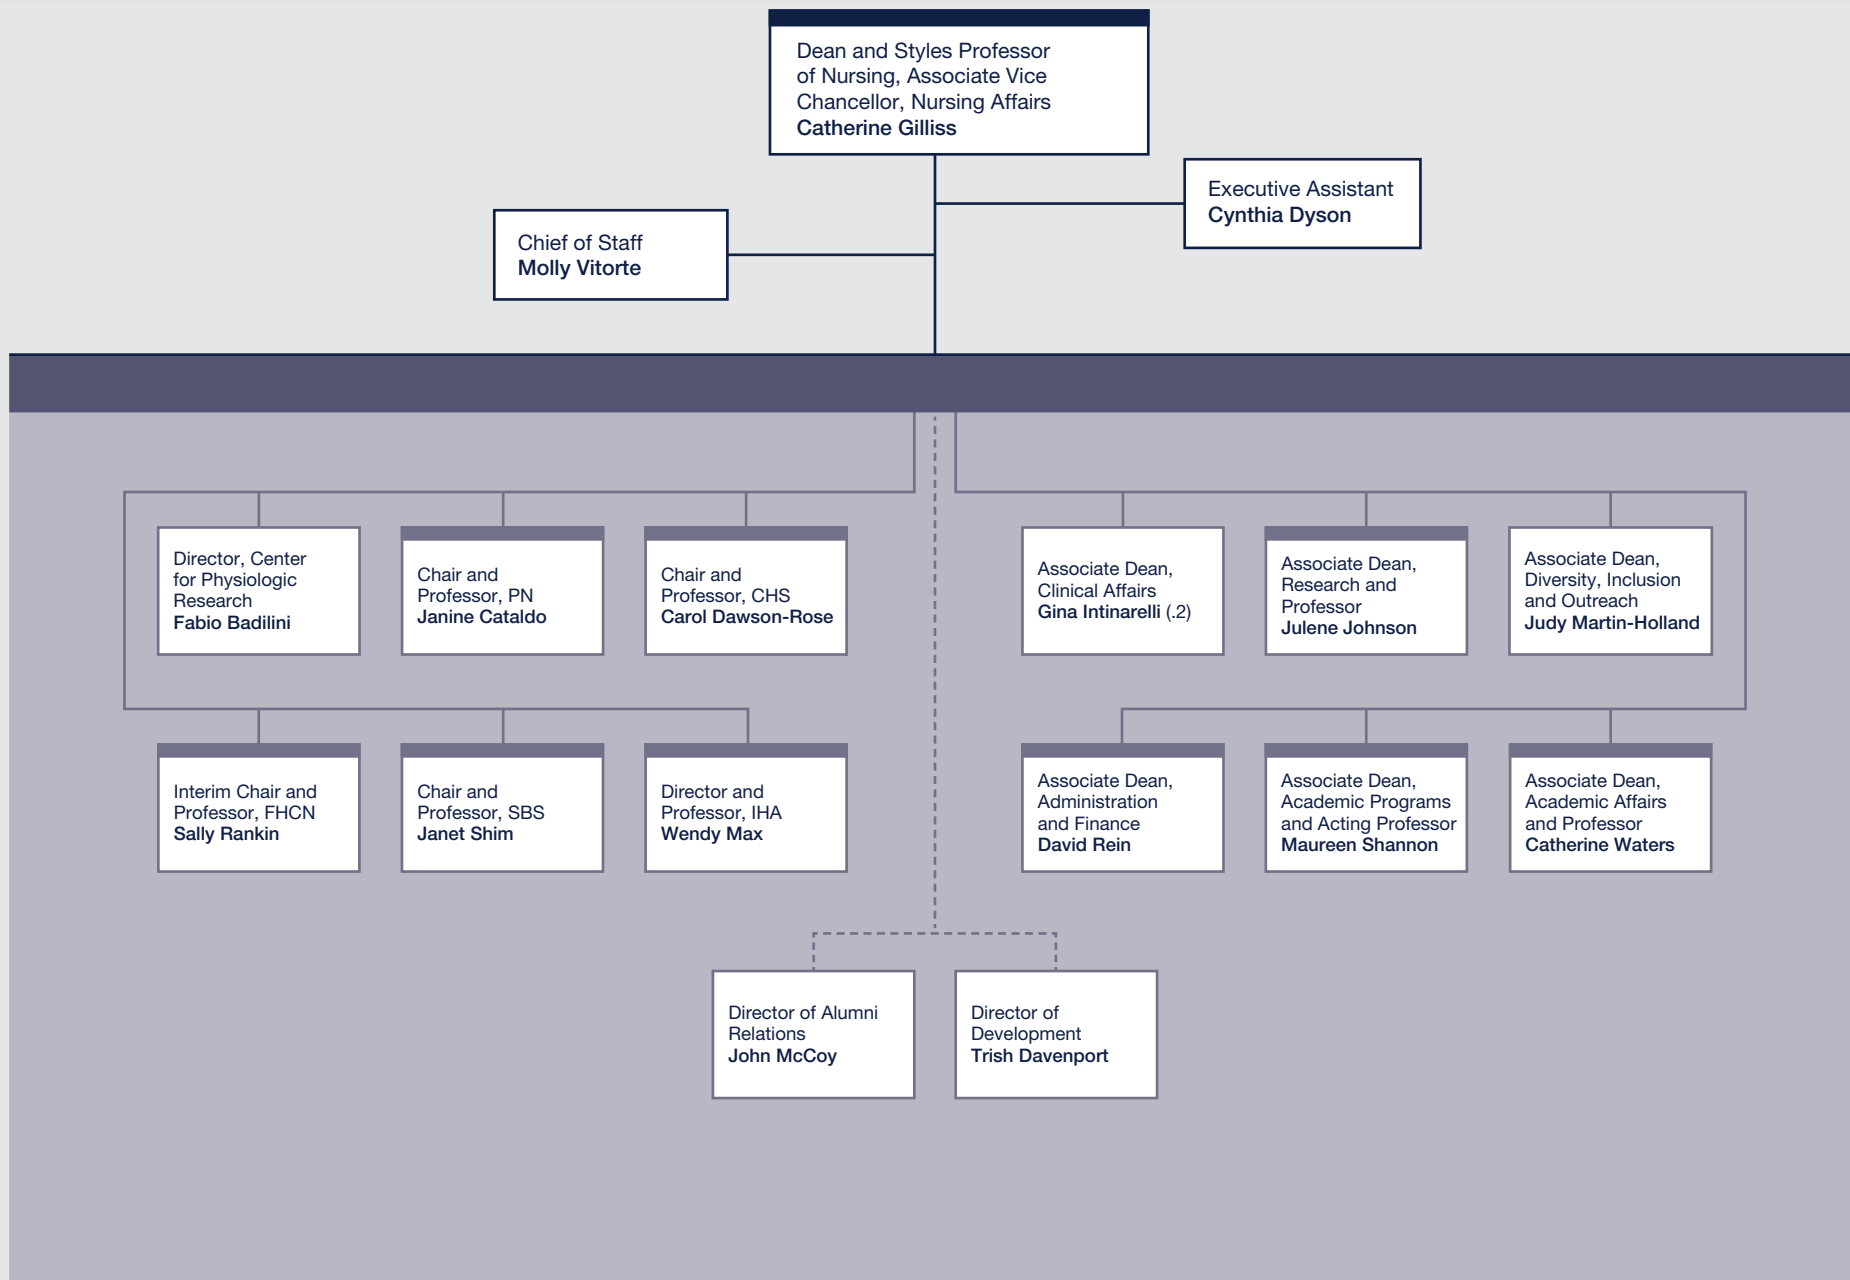 Dean and Styles Professor
of Nursing, Associate Vice
Chancellor, Nursing Affairs
Catherine Gilliss
Executive Assistant
Cynthia Dyson
Chief of Staff
Molly Vitorte
Director, Center
for Physiologic
Research
Fabio Badilini
Chair and
Professor, PN
Janine Cataldo
Chair and
Professor, CHS
Carol Dawson-Rose
Associate Dean,
Clinical Affairs
Gina Intinarelli (.2)
Associate Dean,
Research and
Professor
Julene Johnson
Associate Dean,
Diversity, Inclusion
and Outreach
Judy Martin-Holland
Interim Chair and
Professor, FHCN
Sally Rankin
Chair and
Professor, SBS
Janet Shim
Director and
Professor, IHA
Wendy Max
Associate Dean,
Administration
and Finance
David Rein
Associate Dean,
Academic Programs
and Acting Professor
Maureen Shannon
Associate Dean,
Academic Affairs
and Professor
Catherine Waters
Director of Alumni
Relations
John McCoy
Director of
Development
Trish Davenport